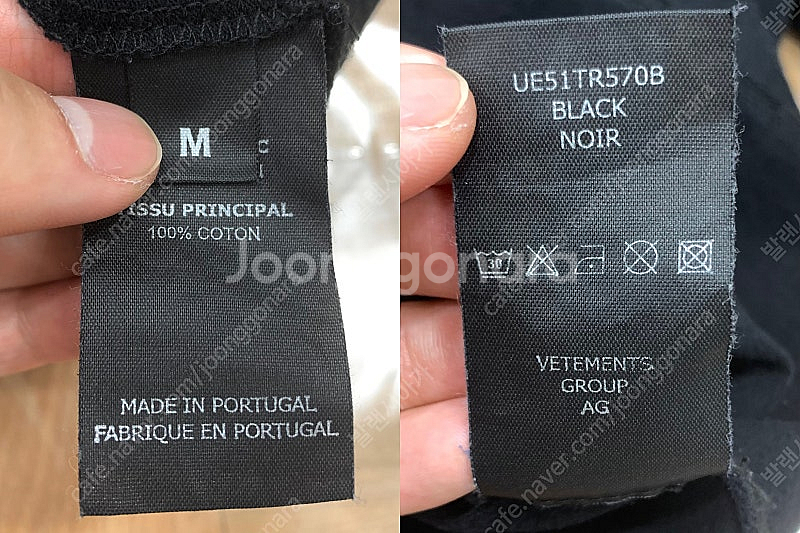 M
C
ISSU PRINCIPAL
100% COTON
MADE IN PORTUGAL
FABRIQUE EN PORTUGAL
UE51TR570B
BLACK
NOIR
30
VETEMENTS
GROUP
AG
Joonggonara
cafe.naver.com/joonggonara